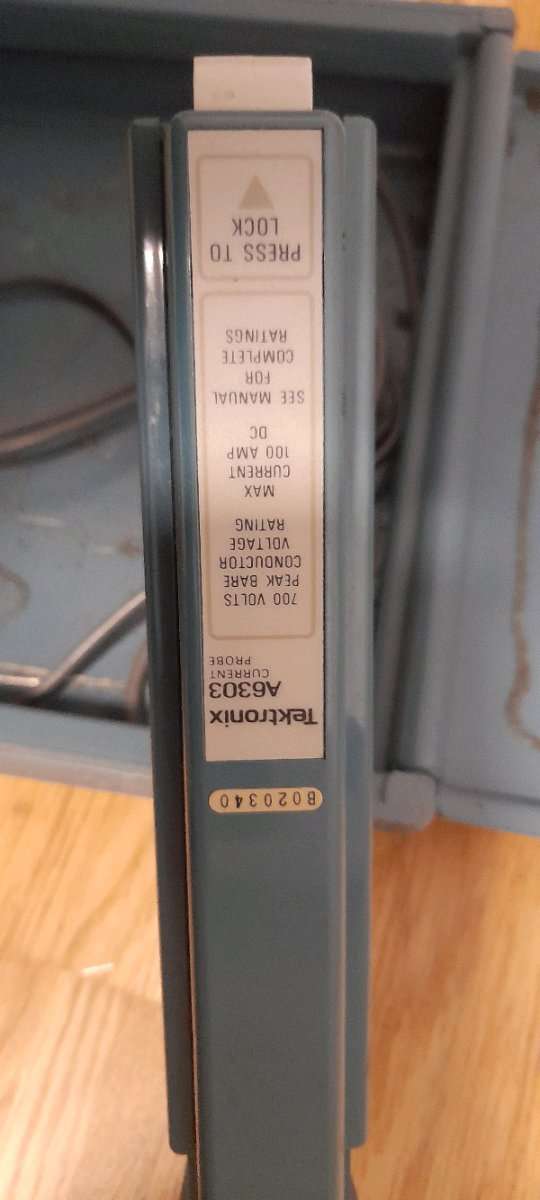 Tektronix
A6303
CURRENT
PROBE
700 VOLTS
PEAK BARE
CONDUCTOR
VOLTAGE
RATING
MAX
CURRENT
100 AMP
DC
SEE MANUAL
FOR
COMPLETE
RATINGS
PRESS TO
LOCK
B020340